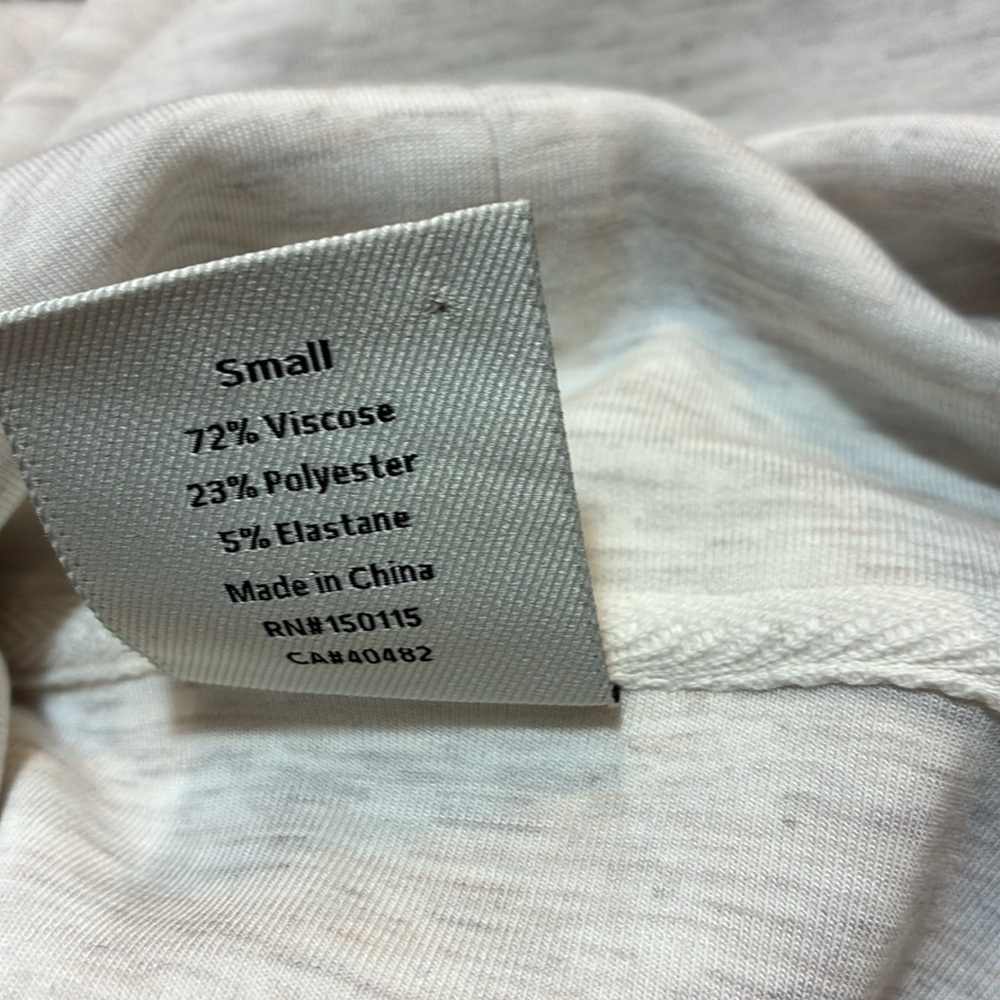 Small
72% Viscose
23% Polyester
5% Elastane
Made in China
RN#150115
CA#40482